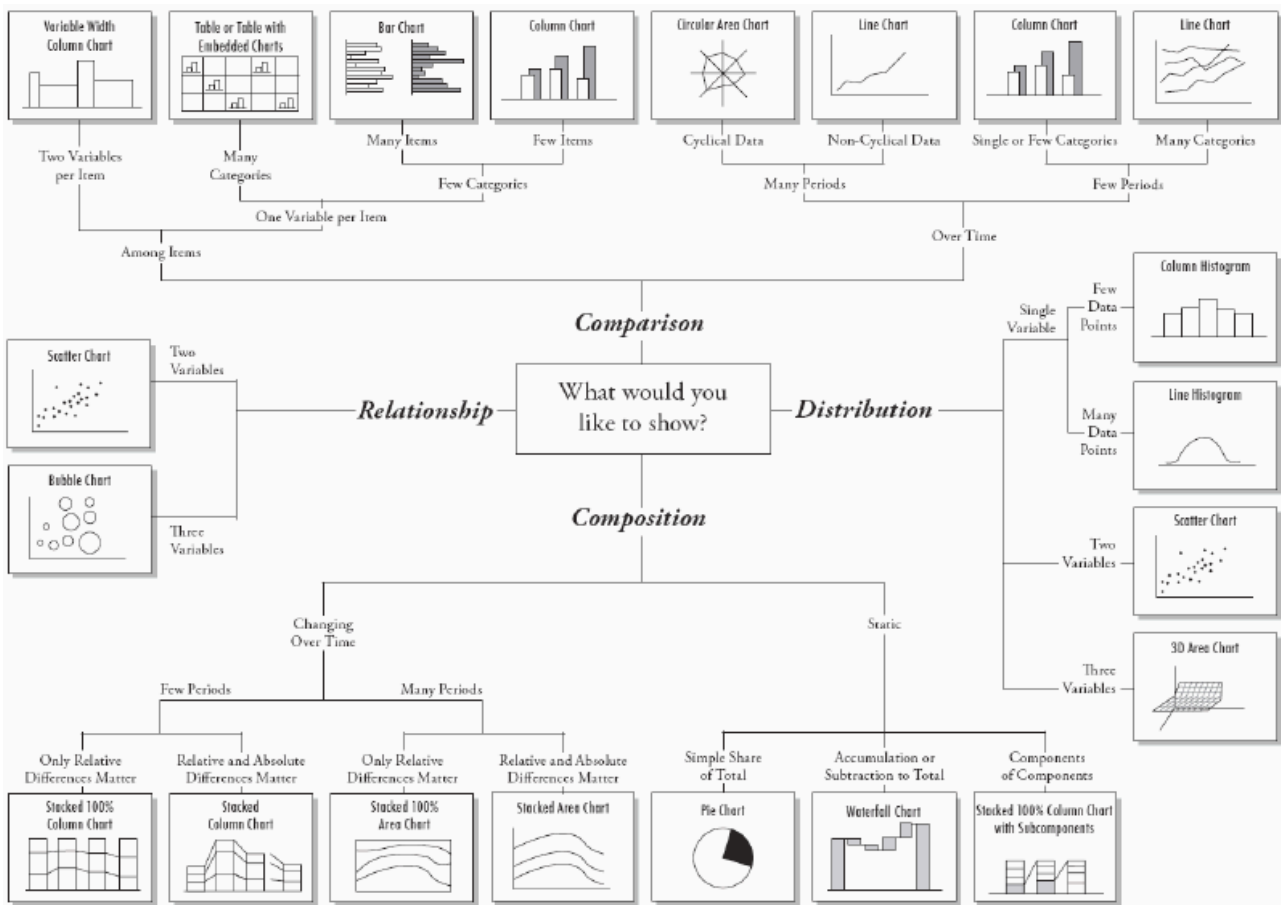 Variable Width
Column Chart
Table or Table with
Embedded Charts
Bar Chart
Column Chart
Circular Area Chart
Line Chart
Column Chart
Line Chart
Two Variables
per Item
Many
Categories
Many Items
Few Items
Cyclical Data
Non-Cyclical Data
Single or Few Categories
Many Categories
Few Categories
Many Periods
Few Periods
One Variable per Item
Among Items
Over Time
Comparison
What would you
like to show?
Relationship
Two
Variables
Scatter Chart
Three
Variables
Bubble Chart
Distribution
Single
Variable
Few
Data
Points
Column Histogram
Many
Data
Points
Line Histogram
Two
Variables
Scatter Chart
Three
Variables
3D Area Chart
Composition
Changing
Over Time
Static
Few Periods
Many Periods
Only Relative
Differences Matter
Relative and Absolute
Differences Matter
Only Relative
Differences Matter
Relative and Absolute
Differences Matter
Simple Share
of Total
Accumulation or
Subtraction to Total
Components
of Components
Stacked 100%
Column Chart
Stacked
Column Chart
Stacked 100%
Area Chart
Stacked Area Chart
Pie Chart
Waterfall Chart
Stacked 100% Column Chart
with Subcomponents